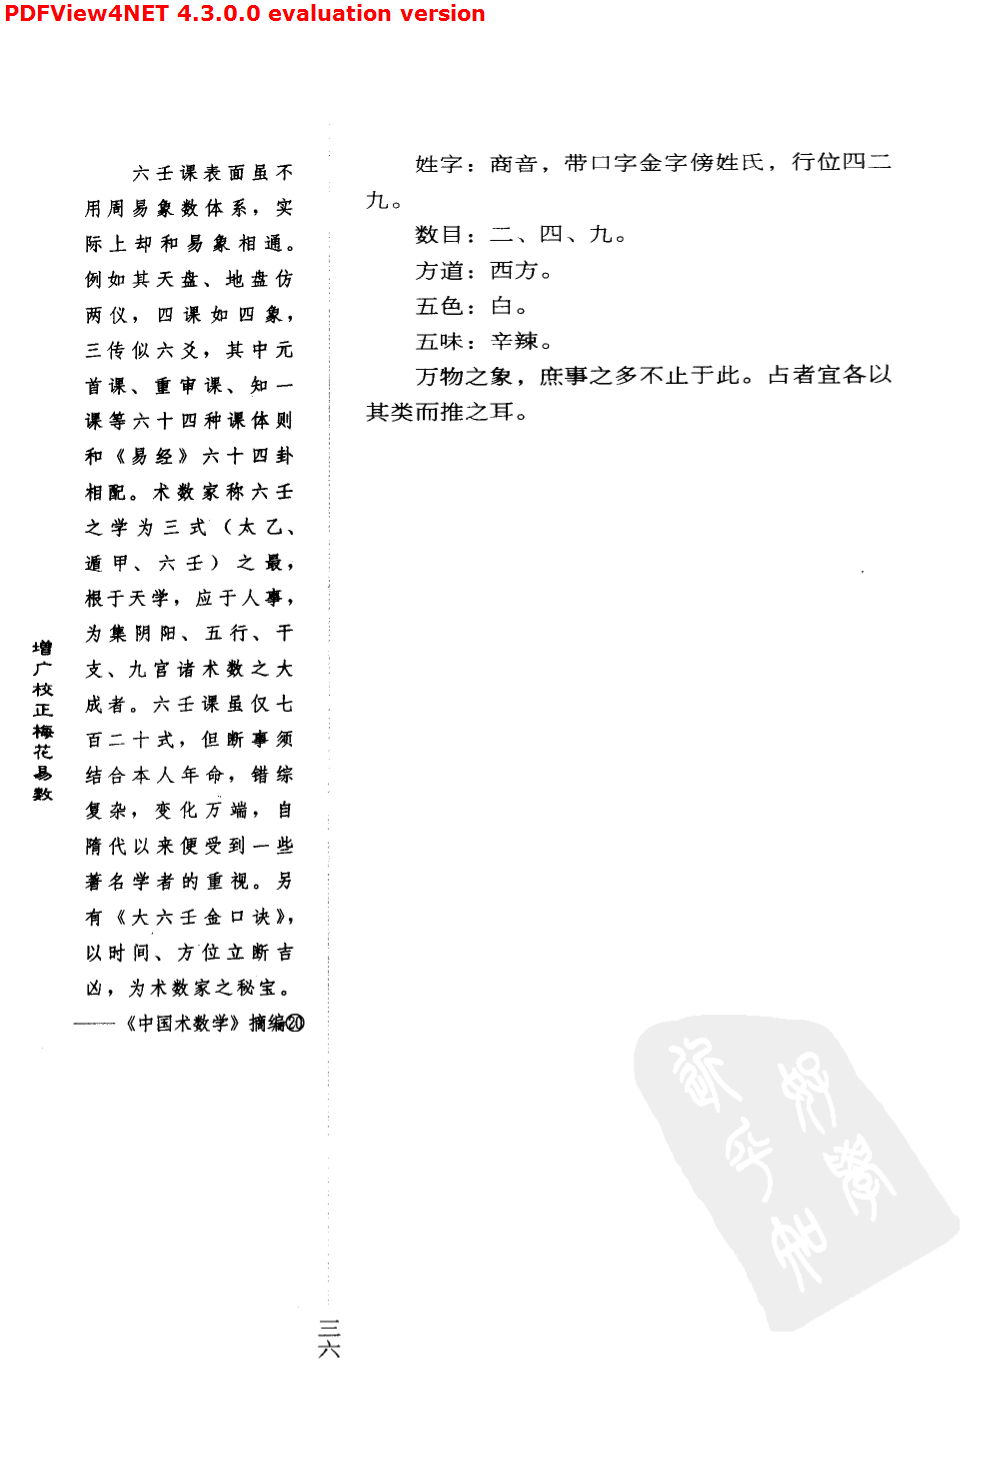 PDFView4NET 4.3.0.0 evaluation version
姓字：商音，带口字金字傍姓氏，行位四二
九。
数目：二、四、九。
方道：西方。
五色：白。
五味：辛辣。
万物之象，庶事之多不止于此。占者宜各以
其类而推之耳。
六壬课表面虽不
用周易象数体系，实
际上却和易象相通。
例如其天盘、地盘仿
两仪，四课如四象，
三传似六爻，其中元
首课、重审课、知一
课等六十四种课体则
和《易经》六十四卦
相配。术数家称六壬
之学为三式（太乙、
遁甲、六壬）之最，
根于天学，应于人事，
为集阴阳、五行、干
支、九宫诸术数之大
成者。六壬课虽仅七
百二十式，但断事须
结合本人年命，错综
复杂，变化万端，自
隋代以来便受到一些
著名学者的重视。另
有《大六壬金口诀》，
以时间、方位立断吉
凶，为术数家之秘宝。
——《中国术数学》摘编⑳
增广校正梅花易数
三六